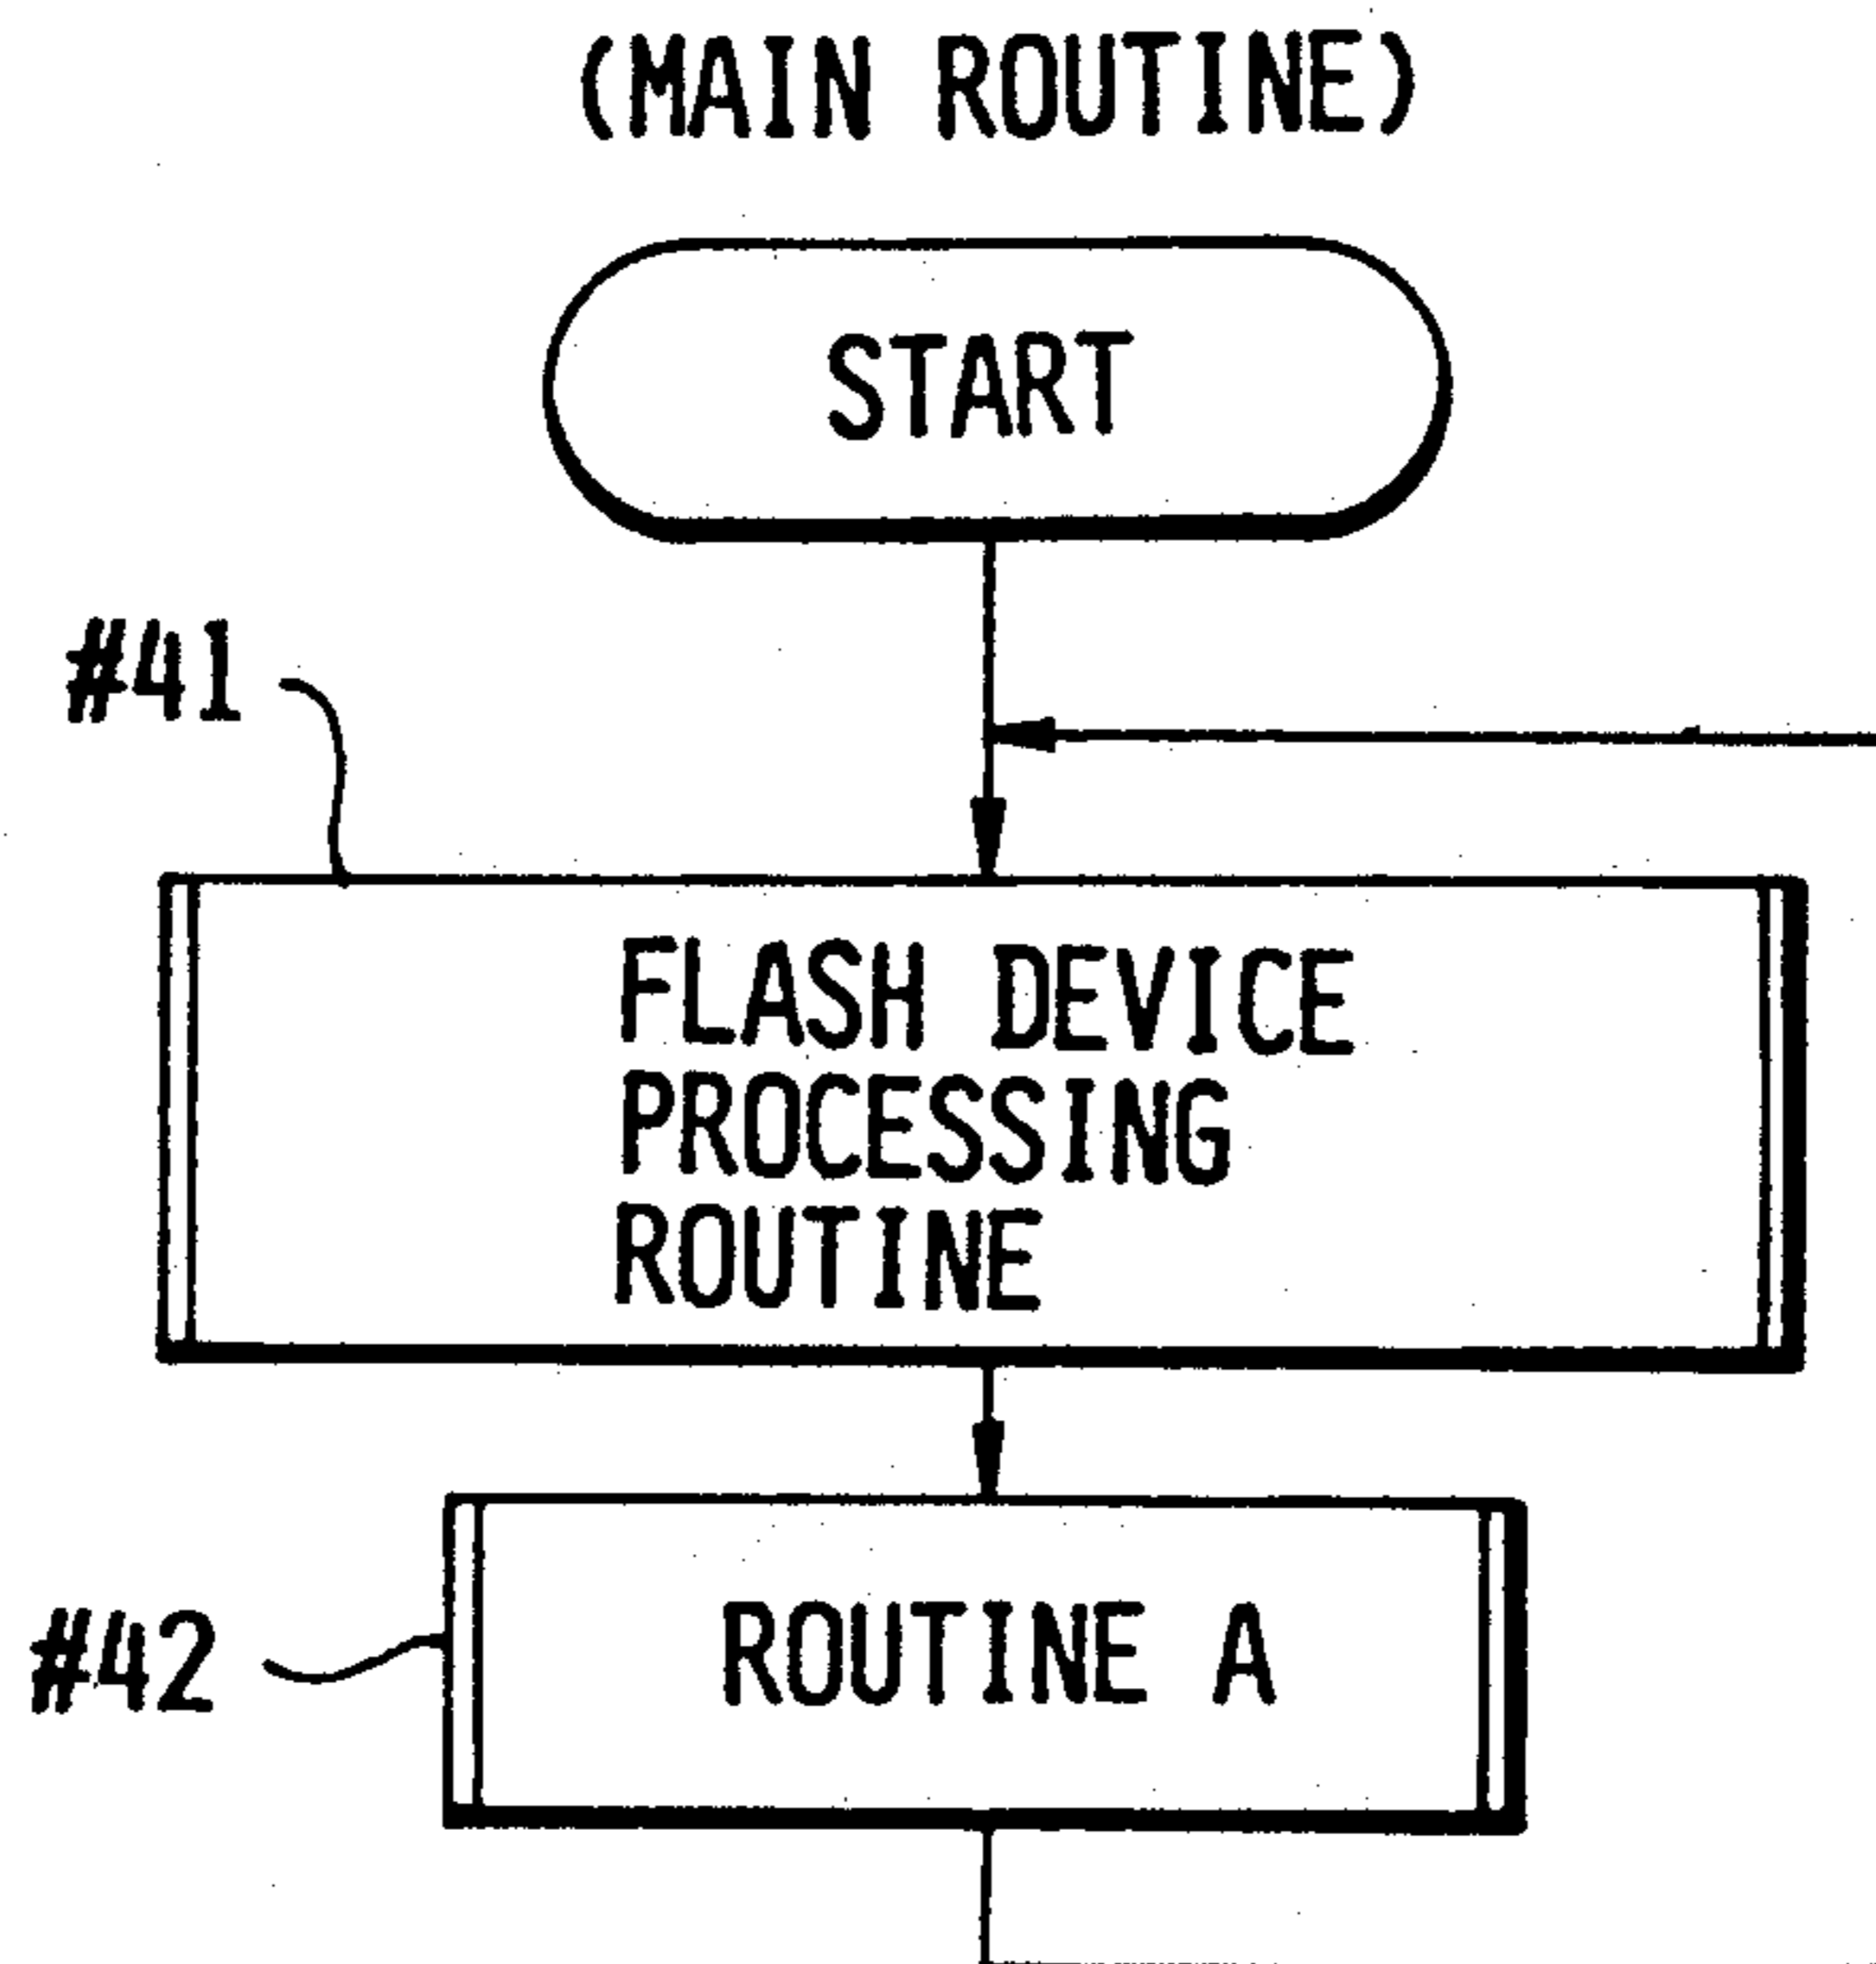 (MAIN ROUTINE)
START
#41
FLASH DEVICE
PROCESSING
ROUTINE
#42
ROUTINE A